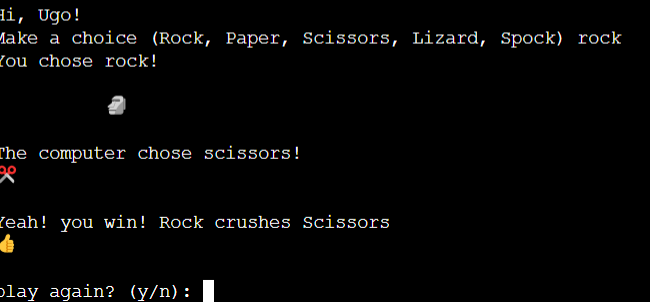 Hi, Ugo!
Make a choice (Rock, Paper, Scissors, Lizard, Spock) rock
You chose rock!
The computer chose scissors!
Yeah! you win! Rock crushes Scissors
play again? (y/n):